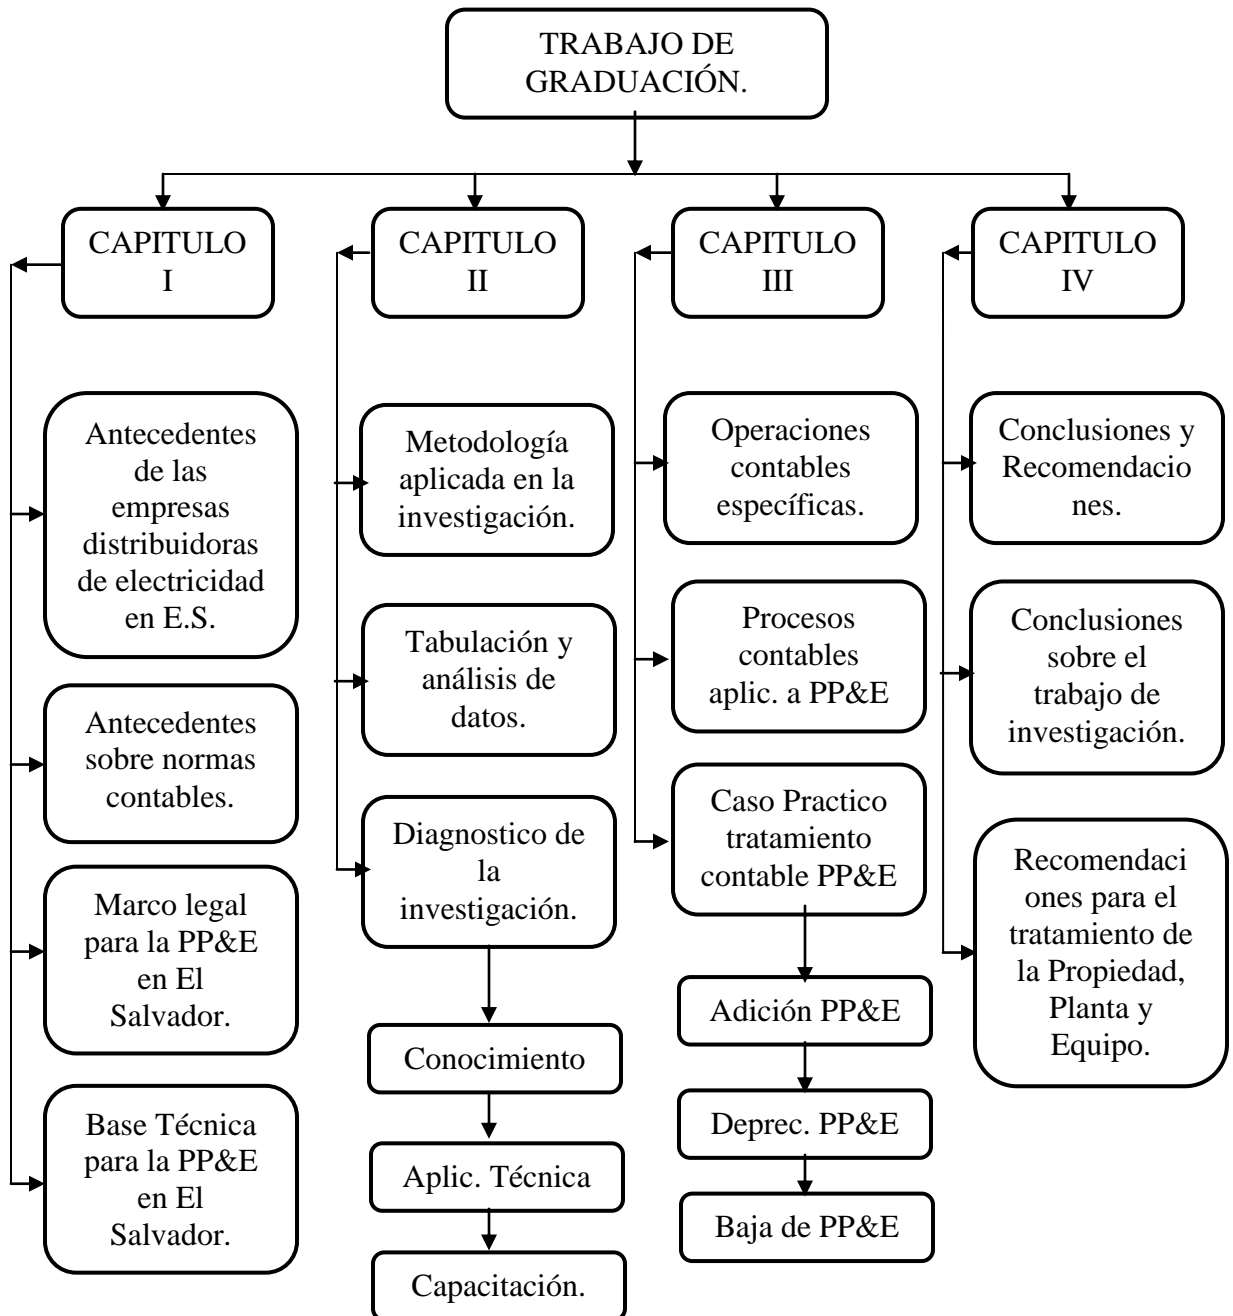 TRABAJO DE
GRADUACIÓN.
CAPITULO
I
CAPITULO
II
CAPITULO
III
CAPITULO
IV
Antecedentes
de las
empresas
distribuidoras
de electricidad
en E.S.
Antecedentes
sobre normas
contables.
Marco legal
para la PP&E
en El
Salvador.
Base Técnica
para la PP&E
en El
Salvador.
Metodología
aplicada en la
investigación.
Tabulación y
análisis de
datos.
Diagnostico de
la
investigación.
Conocimiento
Aplic. Técnica
Capacitación.
Operaciones
contables
específicas.
Procesos
contables
aplic. a PP&E
Caso Practico
tratamiento
contable PP&E
Adición PP&E
Deprec. PP&E
Baja de PP&E
Conclusiones y
Recomendacio
nes.
Conclusiones
sobre el
trabajo de
investigación.
Recomendaci
ones para el
tratamiento de
la Propiedad,
Planta y
Equipo.